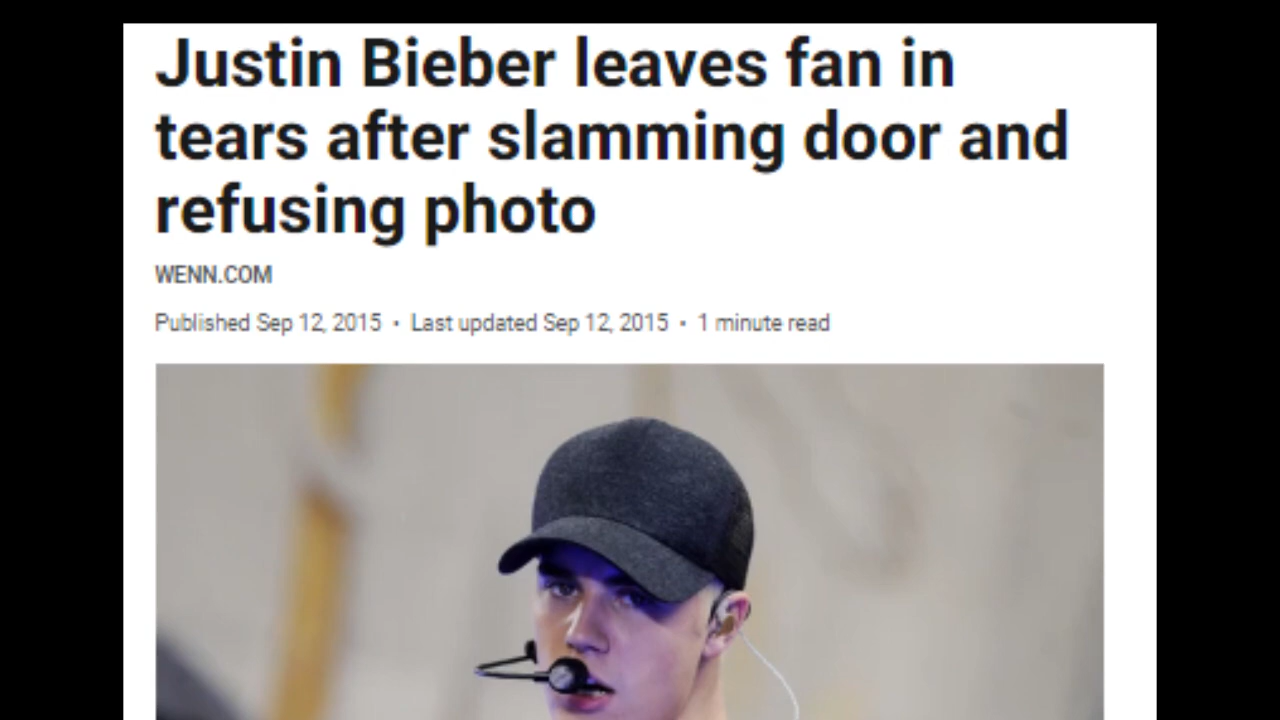 Justin Bieber leaves fan in
tears after slamming door and
refusing photo
WENN.COM
Published Sep 12, 2015 • Last updated Sep 12, 2015 • 1 minute read